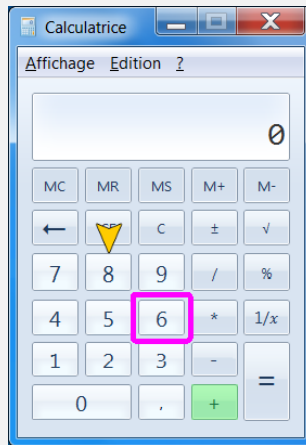 Calculatrice
Affichage Edition ?
0
MC MR MS M+ M-
← C ± √
7 8 9 / %
4 5 6 * 1/x
1 2 3 - =
0 , +